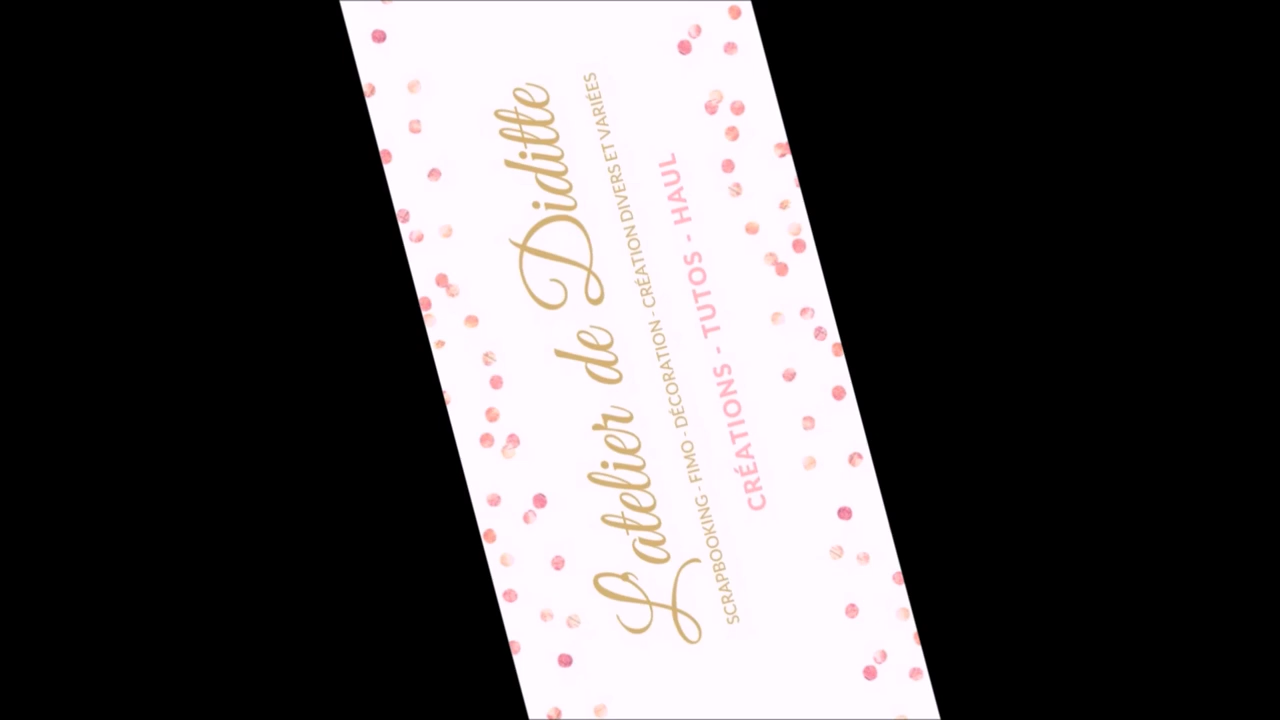 L'atelier de Diditte
SCRAPBOOKING - FIMO - DÉCORATION - CRÉATION DIVERS ET VARIÉES
CRÉATIONS - TUTOS - HAUL